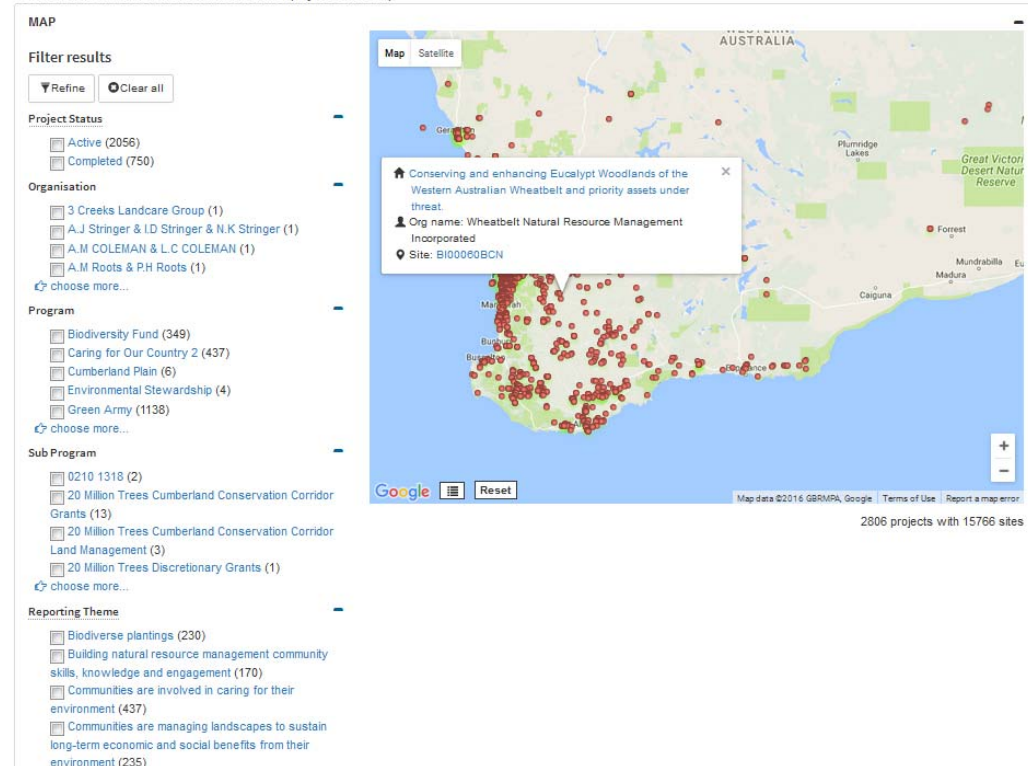 MAP
Filter results
Refine
Clear all
Project Status
Active (2056)
Completed (750)
Organisation
3 Creeks Landcare Group (1)
A.J Stringer & I.D Stringer & N.K Stringer (1)
A.M COLEMAN & L.C COLEMAN (1)
A.M Roots & P.H Roots (1)
choose more...
Program
Biodiversity Fund (349)
Caring for Our Country 2 (437)
Cumberland Plain (6)
Environmental Stewardship (4)
Green Army (1138)
choose more...
Sub Program
0210 1318 (2)
20 Million Trees Cumberland Conservation Corridor
Grants (13)
20 Million Trees Cumberland Conservation Corridor
Land Management (3)
20 Million Trees Discretionary Grants (1)
choose more...
Reporting Theme
Biodiverse plantings (230)
Building natural resource management community
skills, knowledge and engagement (170)
Communities are involved in caring for their
environment (437)
Communities are managing landscapes to sustain
long-term economic and social benefits from their
environment (235)
Map
Satellite
AUSTRALIA
Plumridge
Lakes
Great Victori
Desert Natur
Reserve
Conserving and enhancing Eucalypt Woodlands of the
Western Australian Wheatbelt and priority assets under
threat.
Org name: Wheatbelt Natural Resource Management
Incorporated
Site: BI00060BCN
Forrest
Mundrabilla
Eu
Madura
Caiguna
Google
Reset
Map data ©2016 GBRMPA, Google
Terms of Use
Report a map error
2806 projects with 15766 sites